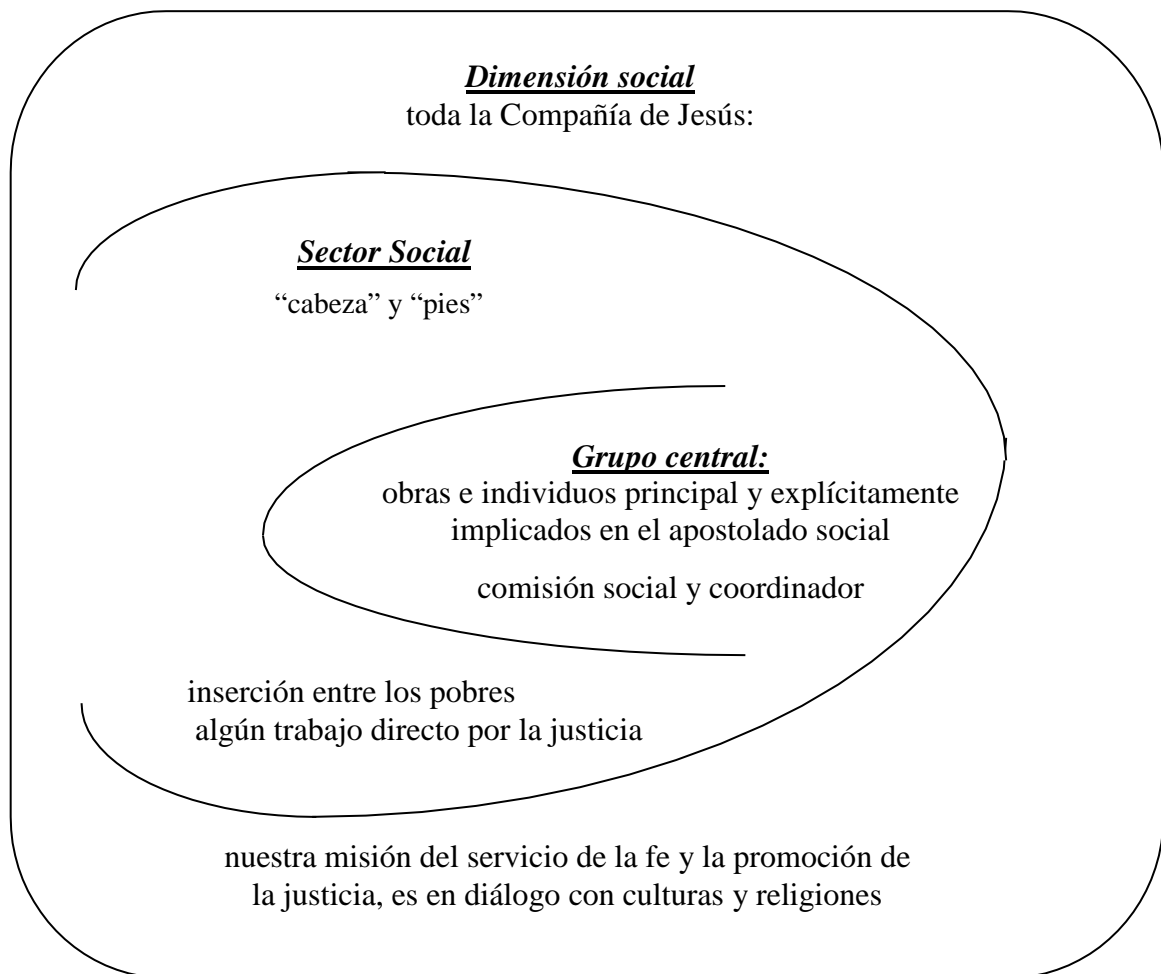 Dimensión social
toda la Compañía de Jesús:
Sector Social
“cabeza” y “pies”
Grupo central:
obras e individuos principal y explícitamente
implicados en el apostolado social
comisión social y coordinador
inserción entre los pobres
algún trabajo directo por la justicia
nuestra misión del servicio de la fe y la promoción de
la justicia, es en diálogo con culturas y religiones